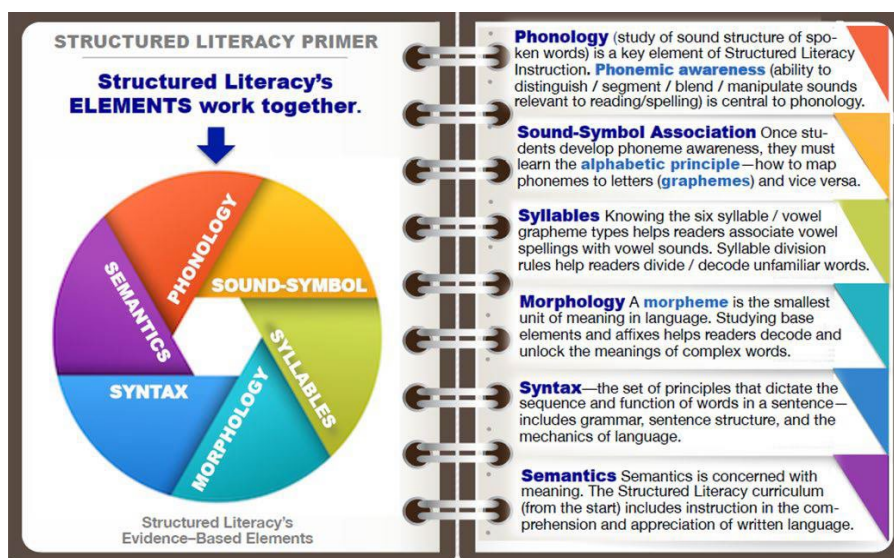 STRUCTURED LITERACY PRIMER
Structured Literacy's
ELEMENTS work together.
PHONOLOGY
SOUND-SYMBOL
SYLLABLES
MORPHOLOGY
SYNTAX
SEMANTICS
Structured Literacy's
Evidence–Based Elements
Phonology (study of sound structure of spo-
ken words) is a key element of Structured Literacy
Instruction. Phonemic awareness (ability to
distinguish / segment / blend / manipulate sounds
relevant to reading/spelling) is central to phonology.
Sound-Symbol Association Once stu-
dents develop phoneme awareness, they must
learn the alphabetic principle—how to map
phonemes to letters (graphemes) and vice versa.
Syllables Knowing the six syllable / vowel
grapheme types helps readers associate vowel
spellings with vowel sounds. Syllable division
rules help readers divide / decode unfamiliar words.
Morphology A morpheme is the smallest
unit of meaning in language. Studying base
elements and affixes helps readers decode and
unlock the meanings of complex words.
Syntax—the set of principles that dictate the
sequence and function of words in a sentence—
includes grammar, sentence structure, and the
mechanics of language.
Semantics Semantics is concerned with
meaning. The Structured Literacy curriculum
(from the start) includes instruction in the com-
prehension and appreciation of written language.